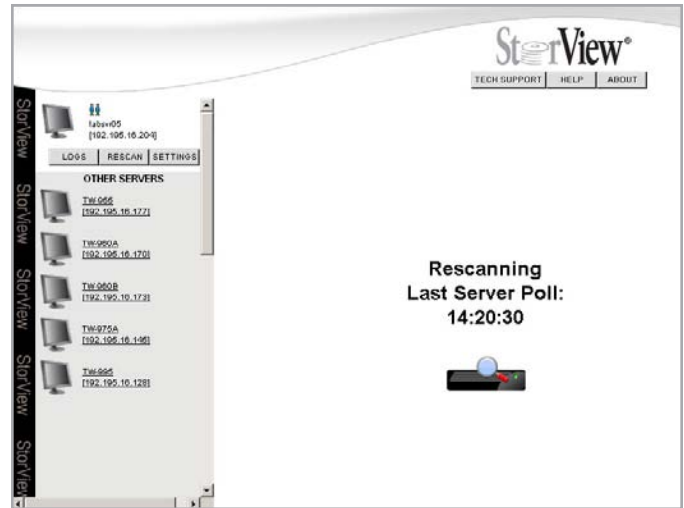 StorView®
TECH SUPPORT HELP ABOUT
StorView
StorView
StorView
StorView
StorView
labsvr05
[192.195.16.204]
LOGS RESCAN SETTINGS
OTHER SERVERS
TW-966
[192.195.16.177]
TW-960A
[192.195.16.170]
TW-960B
[192.195.16.173]
TW-975A
[192.195.16.146]
TW-995
[192.195.16.128]
Rescanning
Last Server Poll:
14:20:30